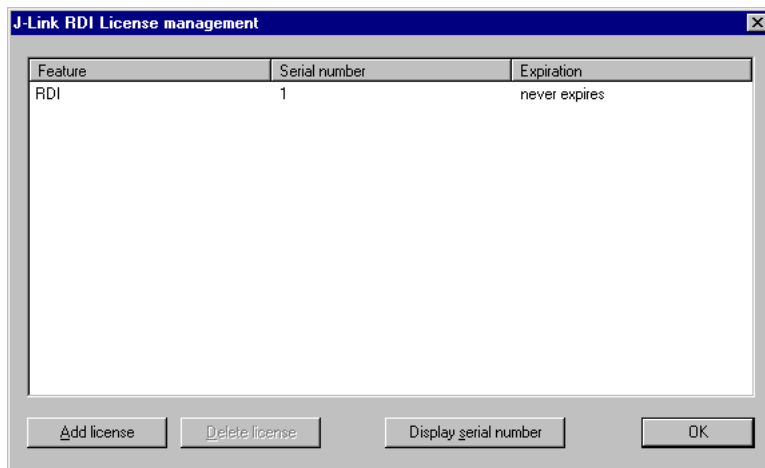 J-Link RDI License management
Feature Serial number Expiration
RDI 1 never expires
Add license Delete license Display serial number OK